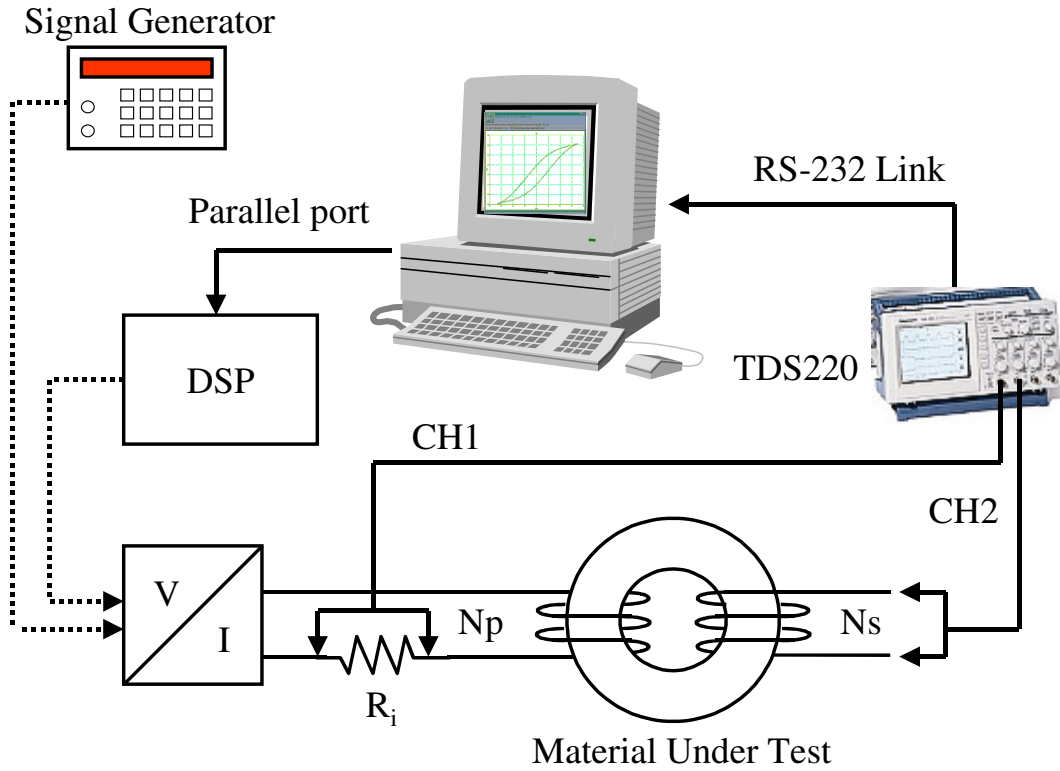 Signal Generator
RS-232 Link
Parallel port
DSP
TDS220
CH1
CH2
V
I
Np
Ns
Ri
Material Under Test